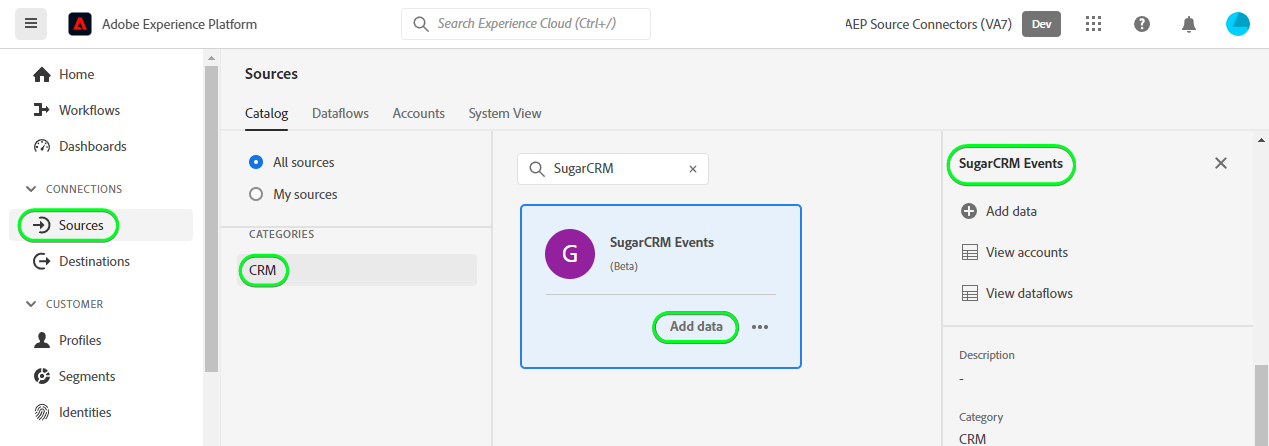 Adobe Experience Platform
Search Experience Cloud (Ctrl+/)
AEP Source Connectors (VA7)
Dev
Home
Workflows
Dashboards
CONNECTIONS
Sources
Destinations
CUSTOMER
Profiles
Segments
Identities
Sources
Catalog Dataflows Accounts System View
All sources
My sources
CATEGORIES
CRM
SugarCRM
G
SugarCRM Events
(Beta)
Add data
SugarCRM Events
Add data
View accounts
View dataflows
Description
-
Category
CRM